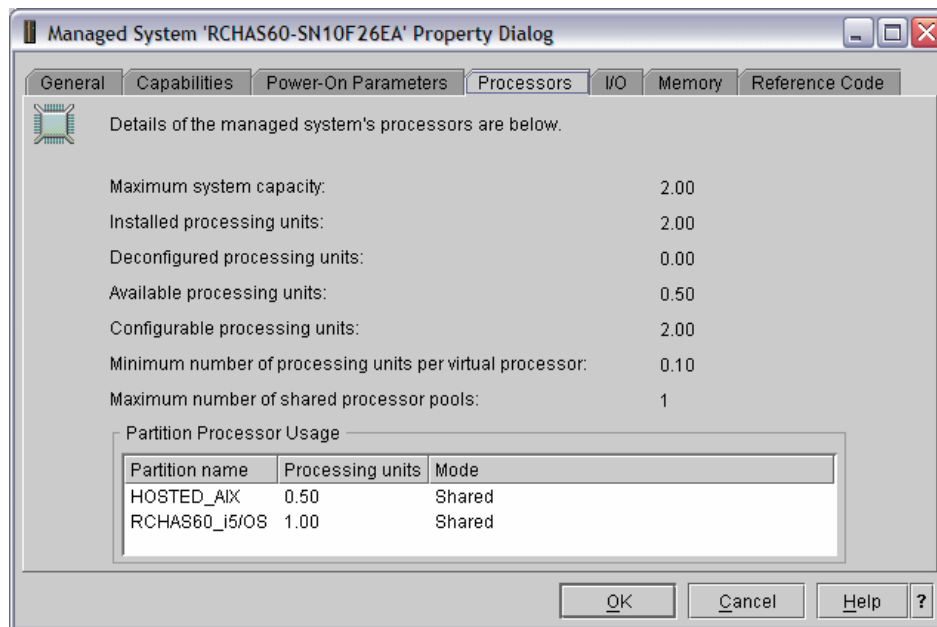 Managed System 'RCHAS60-SN10F26EA' Property Dialog
General Capabilities Power-On Parameters Processors I/O Memory Reference Code
Details of the managed system's processors are below.
Maximum system capacity: 2.00
Installed processing units: 2.00
Deconfigured processing units: 0.00
Available processing units: 0.50
Configurable processing units: 2.00
Minimum number of processing units per virtual processor: 0.10
Maximum number of shared processor pools: 1
Partition Processor Usage
Partition name Processing units Mode
HOSTED_AIX 0.50 Shared
RCHAS60_i5/OS 1.00 Shared
OK Cancel Help ?